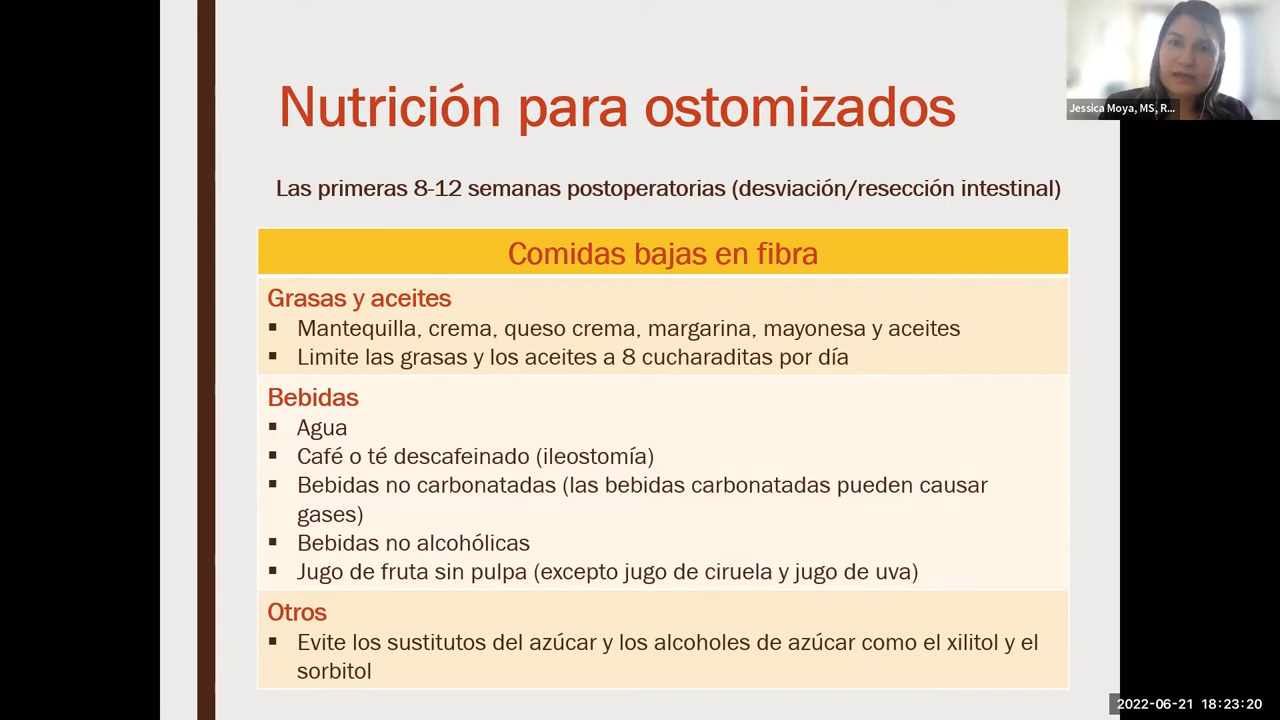 Jessica Moya, MS, R...
Nutrición para ostomizados
Las primeras 8-12 semanas postoperatorias (desviación/resección intestinal)
Comidas bajas en fibra
Grasas y aceites
▪ Mantequilla, crema, queso crema, margarina, mayonesa y aceites
▪ Limite las grasas y los aceites a 8 cucharaditas por día
Bebidas
▪ Agua
▪ Café o té descafeinado (ileostomía)
▪ Bebidas no carbonatadas (las bebidas carbonatadas pueden causar
gases)
▪ Bebidas no alcohólicas
▪ Jugo de fruta sin pulpa (excepto jugo de ciruela y jugo de uva)
Otros
▪ Evite los sustitutos del azúcar y los alcoholes de azúcar como el xilitol y el
sorbitol
2022-06-21 18:23:20